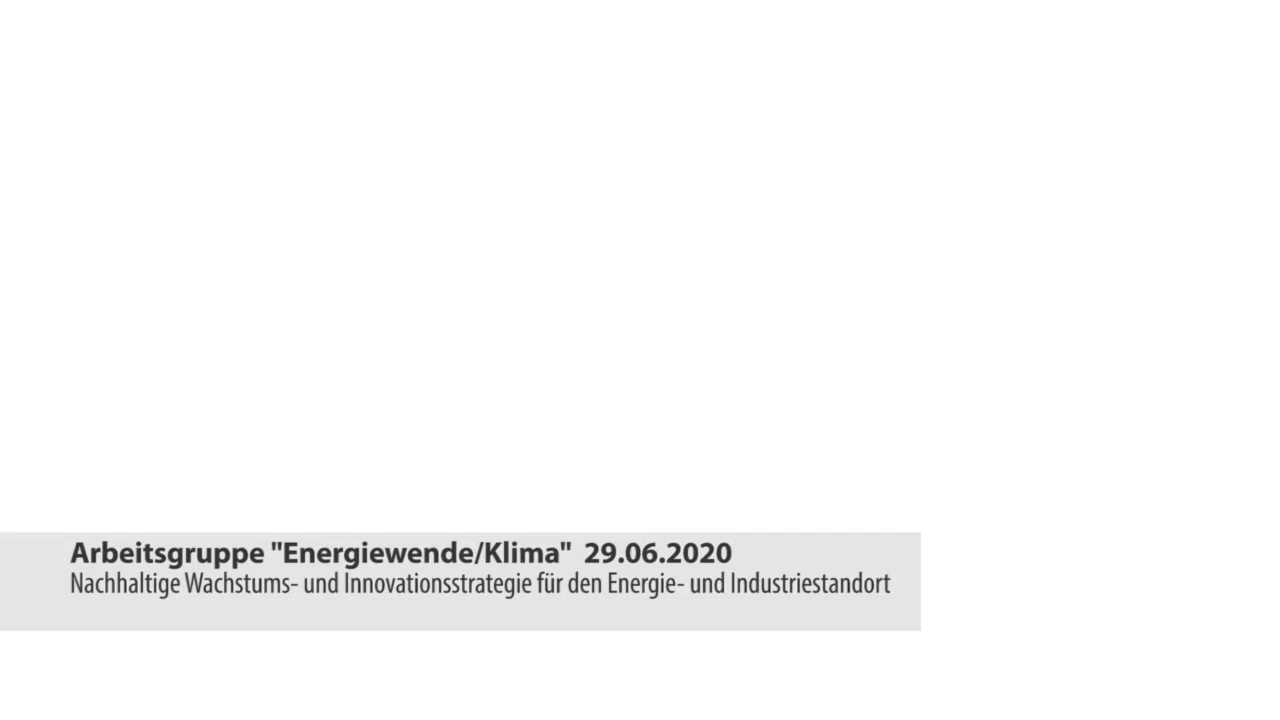 Arbeitsgruppe "Energiewende/Klima" 29.06.2020
Nachhaltige Wachstums- und Innovationsstrategie für den Energie- und Industriestandort